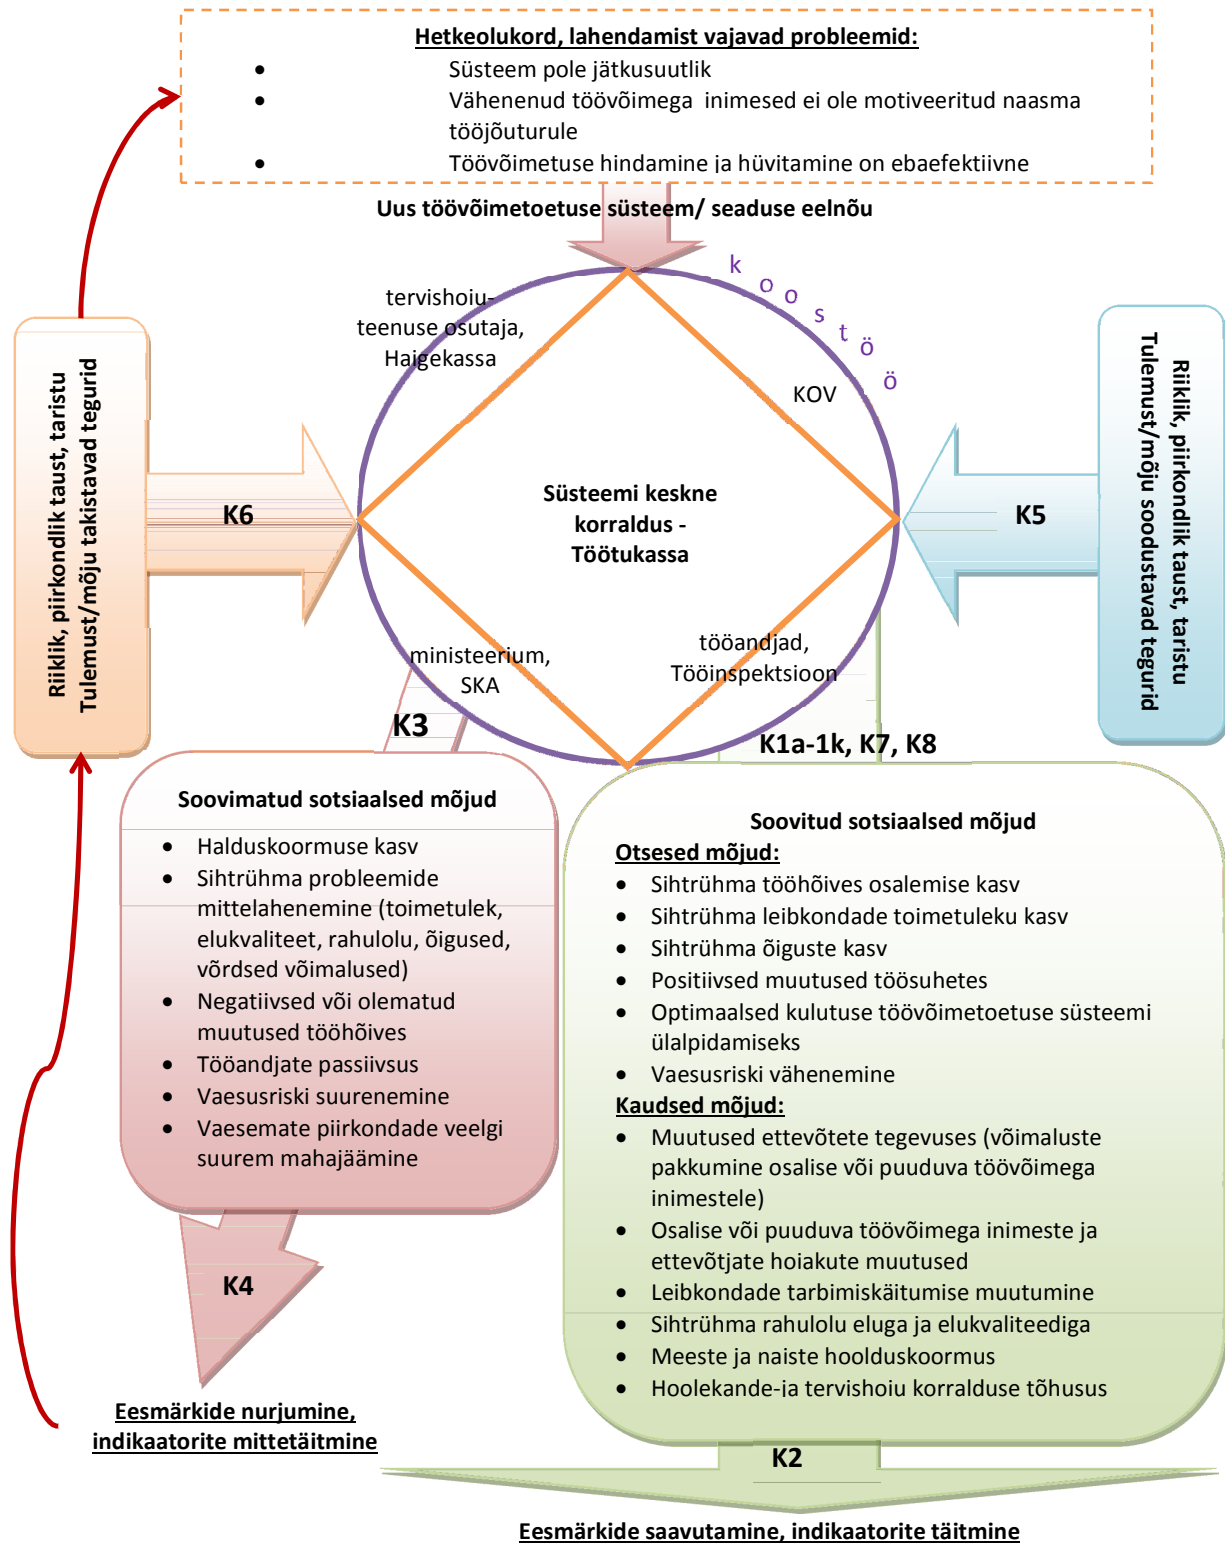 Hetkeolukord, lahendamist vajavad probleemid:
• Süsteem pole jätkusuutlik
• Vähenenud töövõimega inimesed ei ole motiveeritud naasma
tööjõuturule
• Töövõimetuse hindamine ja hüvitamine on ebaefektiivne
Uus töövõimetoetuse süsteem/ seaduse eelnõu
koostöö
tervishoiu-
teenuse osutaja,
Haigekassa
KOV
Riiklik, piirkondlik taust, taristu
Tulemust/mõju takistavad tegurid
K6
Süsteemi keskne
korraldus -
Töötukassa
K5
Riiklik, piirkondlik taust, taristu
Tulemust/mõju soodustavad tegurid
ministeerium,
SKA
tööandjad,
Tööinspektsioon
K3
K1a-1k, K7, K8
Soovimatud sotsiaalsed mõjud
• Halduskoormuse kasv
• Sihtrühma probleemide
mittelahenemine (toimetulek,
elukvaliteet, rahulolu, õigused,
võrdsed võimalused)
• Negatiivsed või olematud
muutused tööhõives
• Tööandjate passiivsus
• Vaesusriski suurenemine
• Vaesemate piirkondade veelgi
suurem mahajäämine
K4
Eesmärkide nurjumine,
indikaatorite mittetäitmine
Soovitud sotsiaalsed mõjud
Otsesed mõjud:
• Sihtrühma tööhõives osalemise kasv
• Sihtrühma leibkondade toimetuleku kasv
• Sihtrühma õiguste kasv
• Positiivsed muutused töösuhetes
• Optimaalsed kulutuse töövõimetoetuse süsteemi
ülalpidamiseks
• Vaesusriski vähenemine
Kaudsed mõjud:
• Muutused ettevõtete tegevuses (võimaluste
pakkumine osalise või puuduva töövõimega
inimestele)
• Osalise või puuduva töövõimega inimeste ja
ettevõtjate hoiakute muutused
• Leibkondade tarbimiskäitumise muutumine
• Sihtrühma rahulolu eluga ja elukvaliteediga
• Meeste ja naiste hoolduskoormus
• Hoolekande-ja tervishoiu korralduse tõhusus
K2
Eesmärkide saavutamine, indikaatorite täitmine